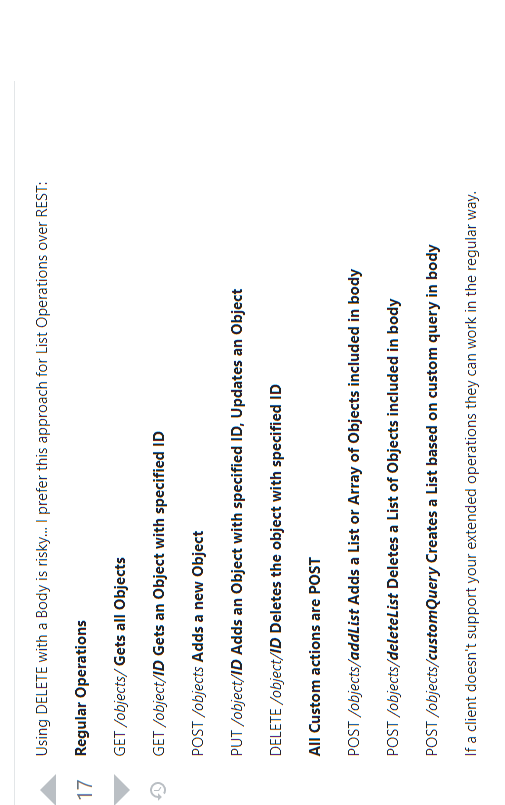 Using DELETE with a Body is risky... I prefer this approach for List Operations over REST:
17
Regular Operations
GET /objects/ Gets all Objects
GET /object/ID Gets an Object with specified ID
POST /objects Adds a new Object
PUT /object/ID Adds an Object with specified ID, Updates an Object
DELETE /object/ID Deletes the object with specified ID
All Custom actions are POST
POST /objects/addList Adds a List or Array of Objects included in body
POST /objects/deleteList Deletes a List of Objects included in body
POST /objects/customQuery Creates a List based on custom query in body
If a client doesn't support your extended operations they can work in the regular way.